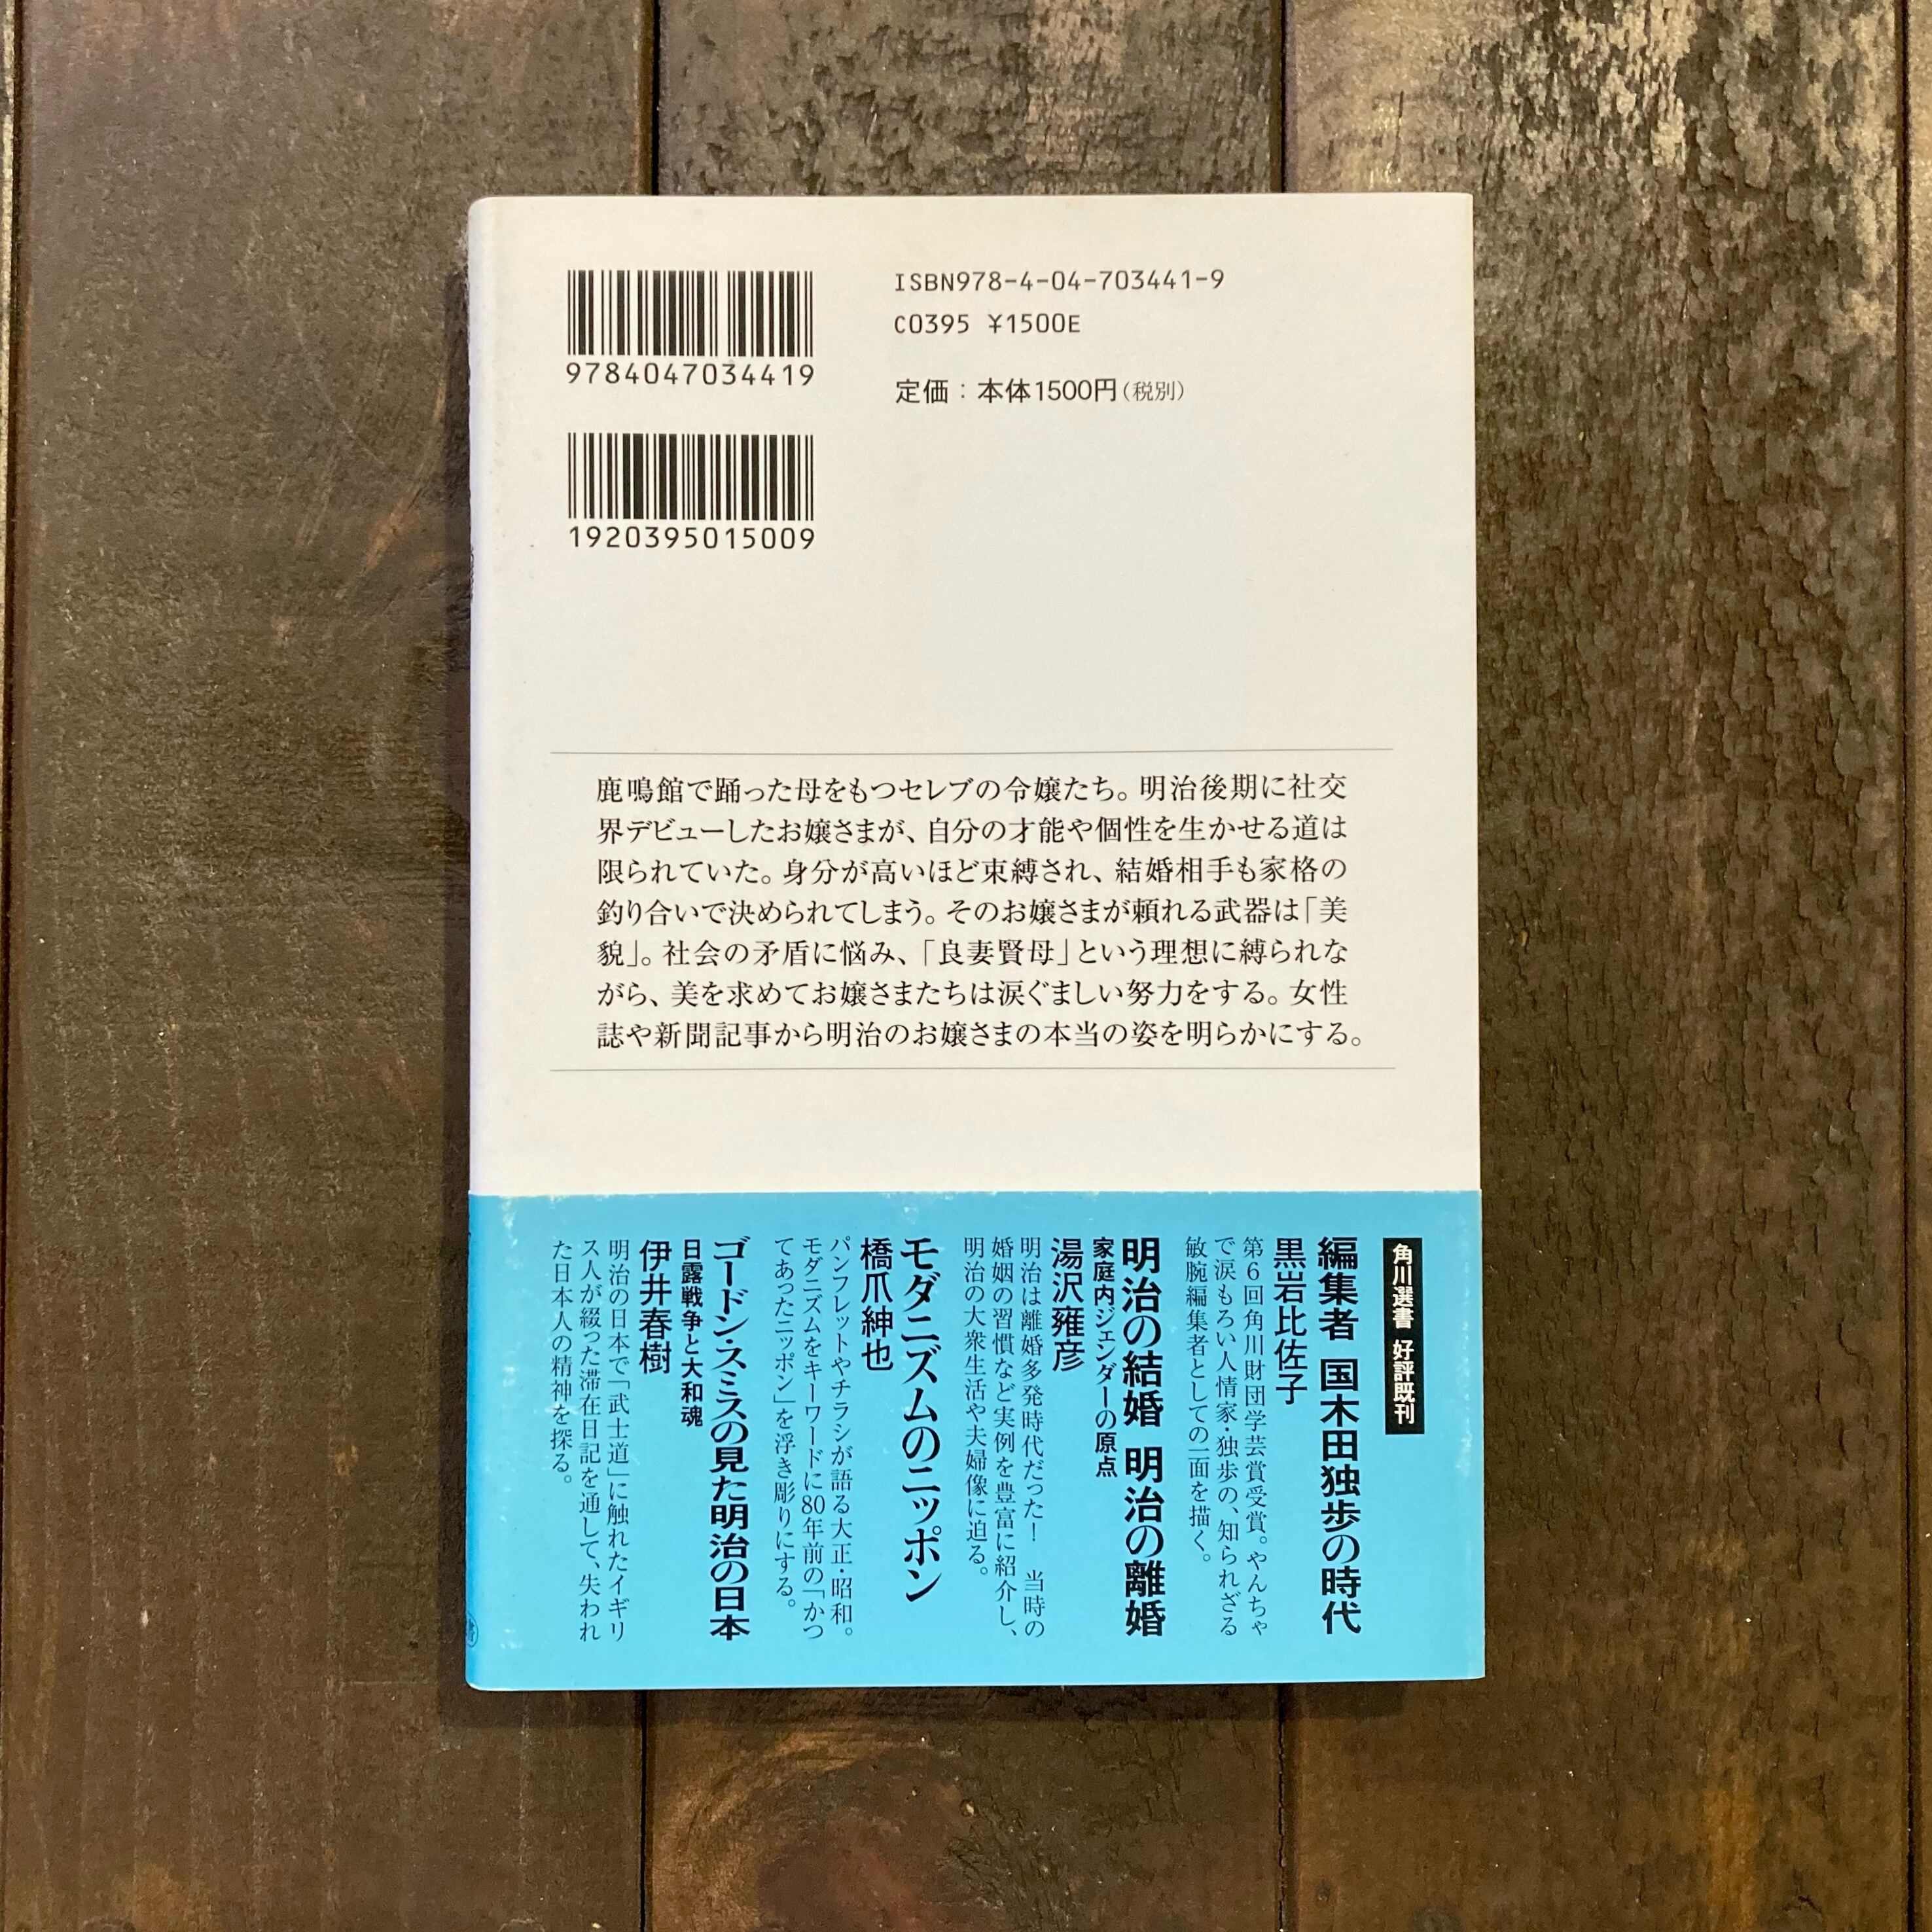 ISBN978-4-04-703441-9
C0395 ¥1500E
定価：本体1500円（税別）
9784047034419
1920395015009
鹿鳴館で踊った母をもつセレブの令嬢たち。明治後期に社交
界デビューしたお嬢さまが、自分の才能や個性を生かせる道は
限られていた。身分が高いほど束縛され、結婚相手も家格の
釣り合いで決められてしまう。そのお嬢さまが頼れる武器は「美
貌」。社会の矛盾に悩み、「良妻賢母」という理想に縛られな
がら、美を求めてお嬢さまたちは涙ぐましい努力をする。女性
誌や新聞記事から明治のお嬢さまの本当の姿を明らかにする。
角川選書 好評既刊
編集者 国木田独歩の時代
黒岩比佐子
第6回角川財団学芸賞受賞。やんちゃ
で涙もろい人情家・独歩の、知られざる
敏腕編集者としての一面を描く。
明治の結婚 明治の離婚
家庭内ジェンダーの原点
湯沢雍彦
明治は離婚多発時代だった！　当時の
婚姻の習慣など実例を豊富に紹介し、
明治の大衆生活や夫婦像に迫る。
モダニズムのニッポン
橋爪紳也
パンフレットやチラシが語る大正・昭和。
モダニズムをキーワードに80年前の「かつ
てあったニッポン」を浮き彫りにする。
ゴードン・スミスの見た明治の日本
日露戦争と大和魂
伊井春樹
明治の日本で「武士道」に触れたイギリ
ス人が綴った滞在日記を通して、失われ
た日本人の精神を探る。